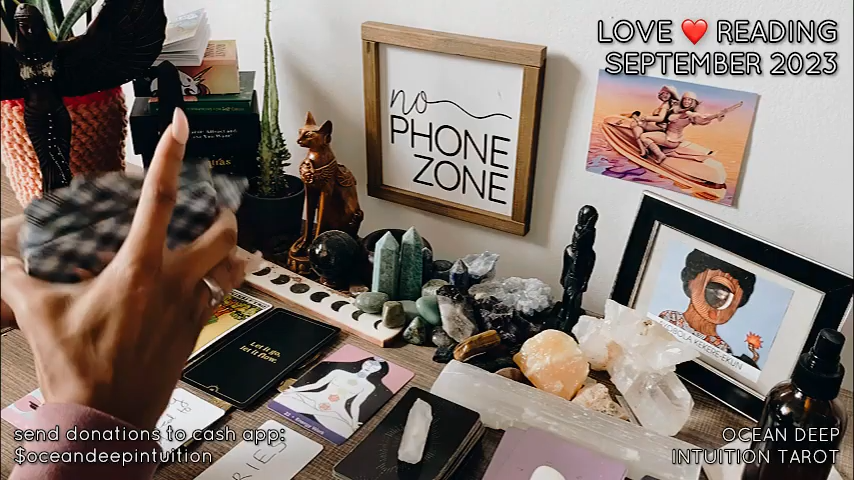 LOVE ❤️ READING
SEPTEMBER 2023
no
PHONE
ZONE
Let it go,
let it flow.
send donations to cash app:
$oceandeepintuition
OCEAN DEEP
INTUITION TAROT